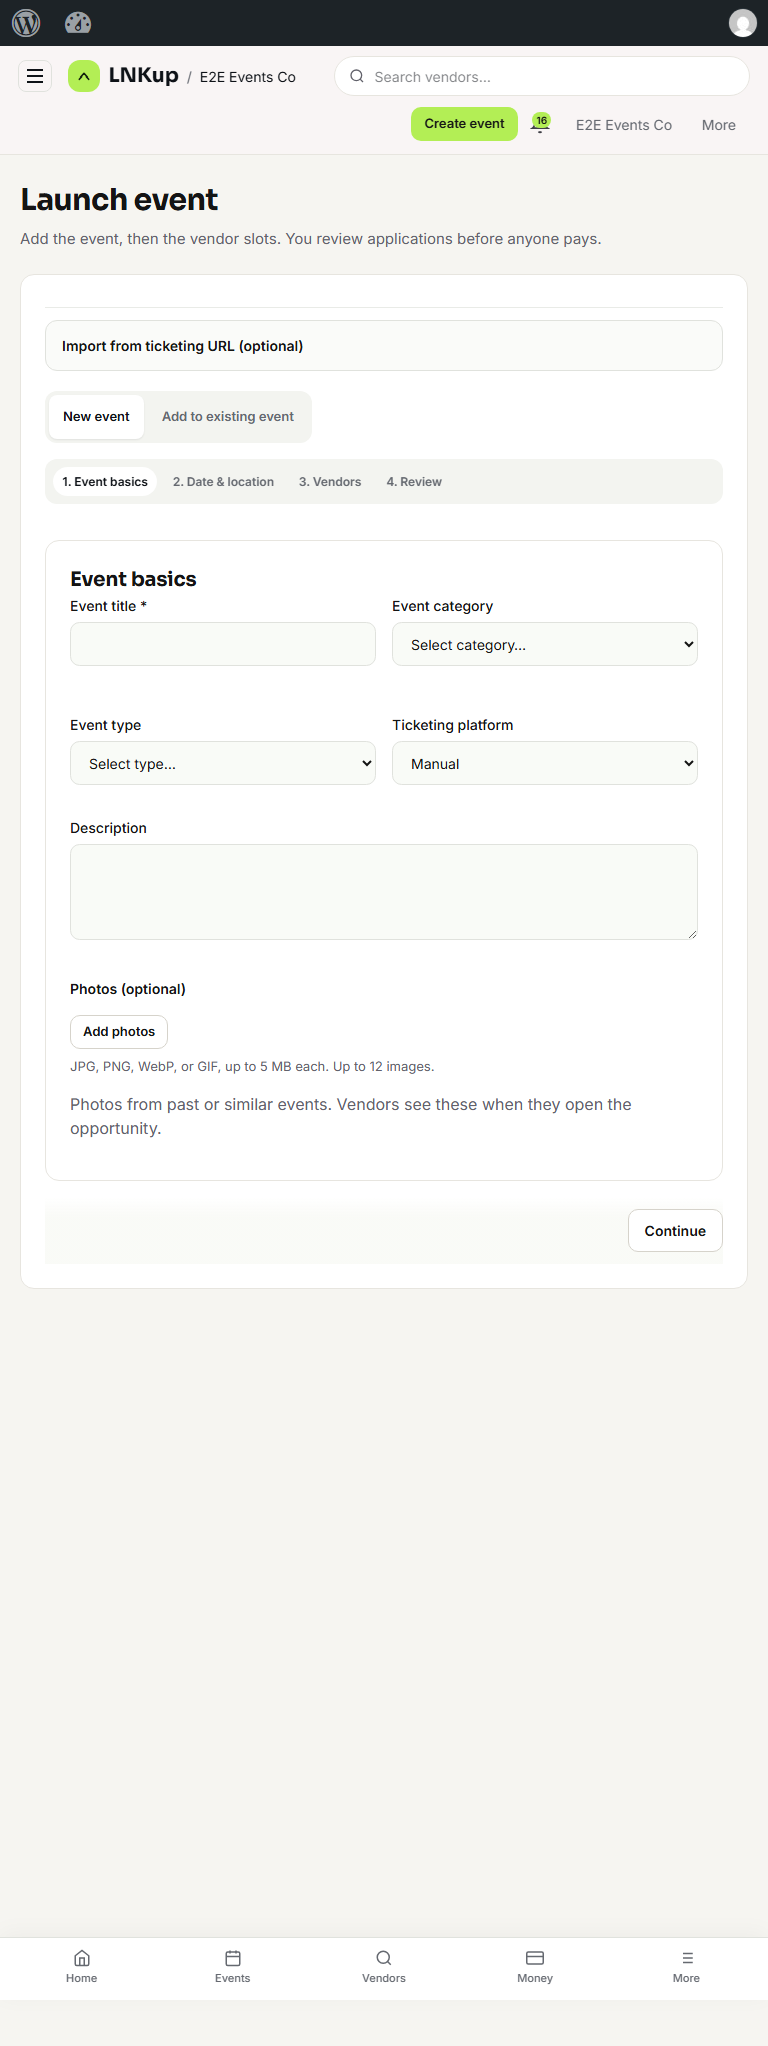 LNKup / E2E Events Co
Search vendors...
Create event
16
E2E Events Co
More
Launch event
Add the event, then the vendor slots. You review applications before anyone pays.
Import from ticketing URL (optional)
New event
Add to existing event
1. Event basics
2. Date & location
3. Vendors
4. Review
Event basics
Event title *
Event category
Select category...
Event type
Ticketing platform
Select type...
Manual
Description
Photos (optional)
Add photos
JPG, PNG, WebP, or GIF, up to 5 MB each. Up to 12 images.
Photos from past or similar events. Vendors see these when they open the
opportunity.
Continue
Home
Events
Vendors
Money
More